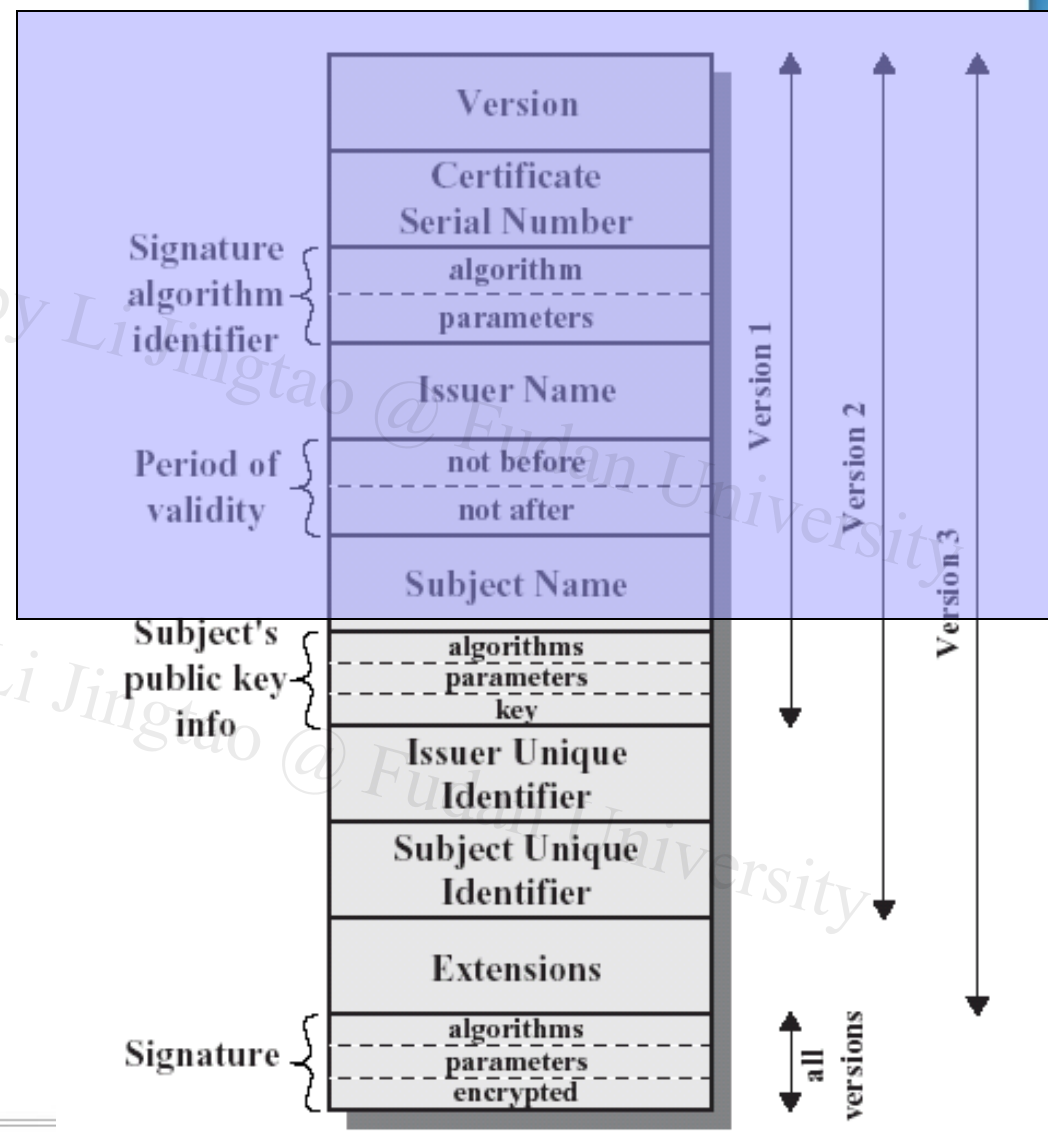 Version
Certificate
Serial Number
Signature
algorithm
identifier
algorithm
parameters
Issuer Name
Period of
validity
not before
not after
Subject Name
Subject's
public key
info
algorithms
parameters
key
Issuer Unique
Identifier
Subject Unique
Identifier
Extensions
Signature
algorithms
parameters
encrypted
Version 1
Version 2
Version 3
all
versions
by Li Jingtao @ Fudan University
Li Jingtao @ Fudan University